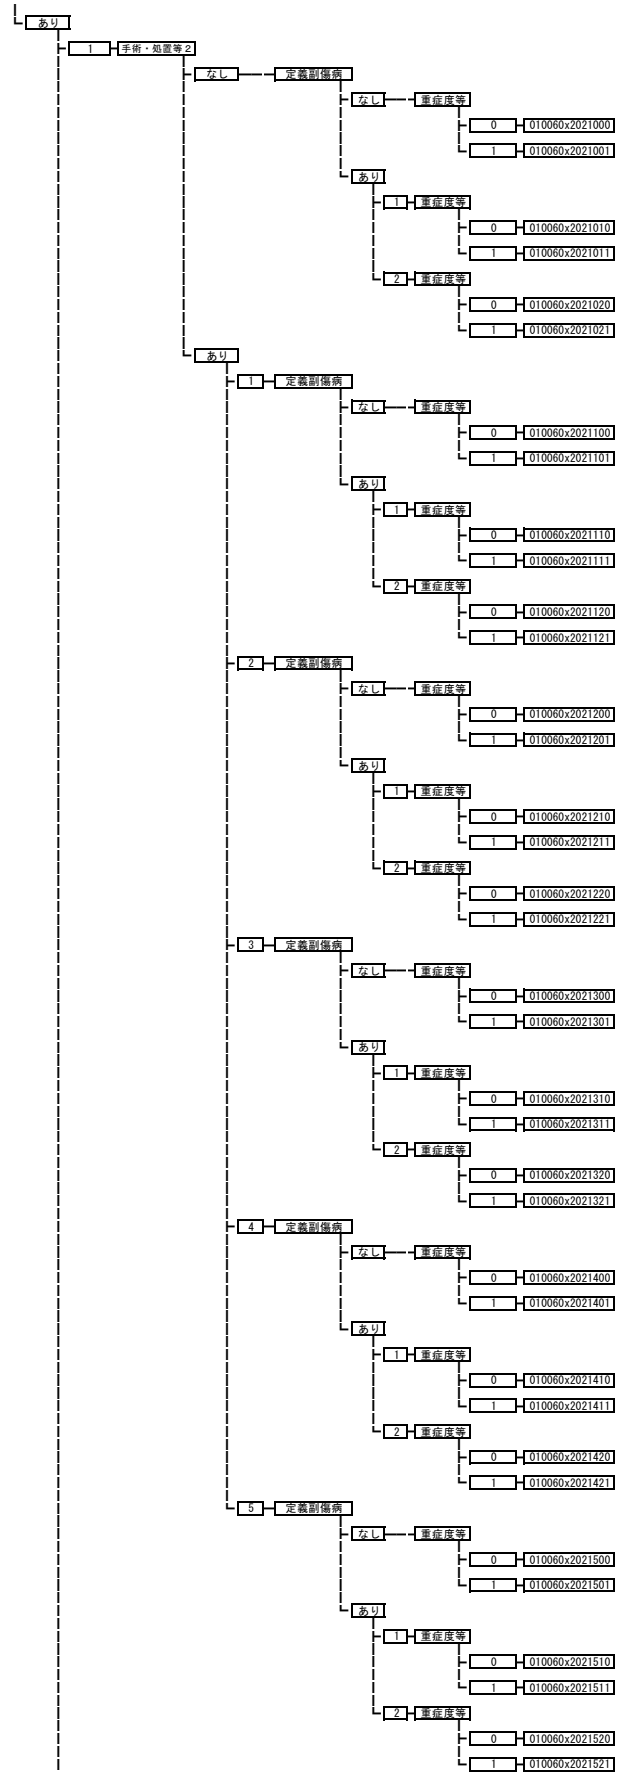 あり
1 手術・処置等２
なし 定義副傷病
なし 重症度等
0 010060x2021000
1 010060x2021001
あり
1 重症度等
0 010060x2021010
1 010060x2021011
2 重症度等
0 010060x2021020
1 010060x2021021
あり
1 定義副傷病
なし 重症度等
0 010060x2021100
1 010060x2021101
あり
1 重症度等
0 010060x2021110
1 010060x2021111
2 重症度等
0 010060x2021120
1 010060x2021121
2 定義副傷病
なし 重症度等
0 010060x2021200
1 010060x2021201
あり
1 重症度等
0 010060x2021210
1 010060x2021211
2 重症度等
0 010060x2021220
1 010060x2021221
3 定義副傷病
なし 重症度等
0 010060x2021300
1 010060x2021301
あり
1 重症度等
0 010060x2021310
1 010060x2021311
2 重症度等
0 010060x2021320
1 010060x2021321
4 定義副傷病
なし 重症度等
0 010060x2021400
1 010060x2021401
あり
1 重症度等
0 010060x2021410
1 010060x2021411
2 重症度等
0 010060x2021420
1 010060x2021421
5 定義副傷病
なし 重症度等
0 010060x2021500
1 010060x2021501
あり
1 重症度等
0 010060x2021510
1 010060x2021511
2 重症度等
0 010060x2021520
1 010060x2021521